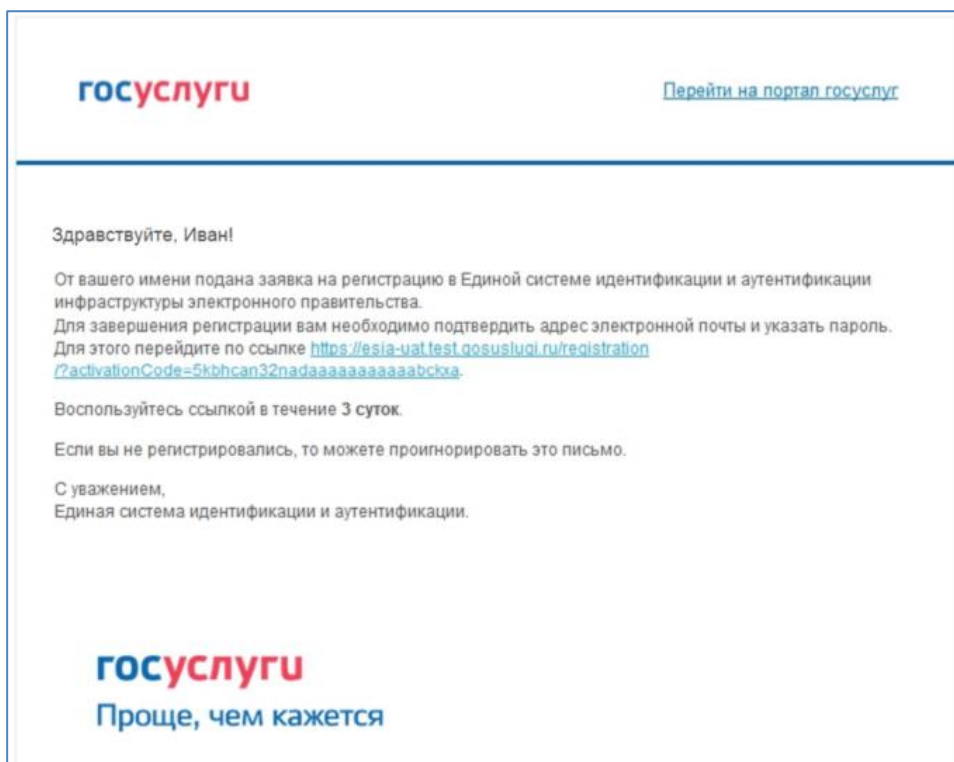 госуслуги
Перейти на портал госуслуг
Здравствуйте, Иван!
От вашего имени подана заявка на регистрацию в Единой системе идентификации и аутентификации
инфраструктуры электронного правительства.
Для завершения регистрации вам необходимо подтвердить адрес электронной почты и указать пароль.
Для этого перейдите по ссылке https://esia-uat.test.gosuslugi.ru/registration
/?activationCode=5kbhcan32nadaaaaaaaaaaabckxa.
Воспользуйтесь ссылкой в течение 3 суток.
Если вы не регистрировались, то можете проигнорировать это письмо.
С уважением,
Единая система идентификации и аутентификации.
госуслуги
Проще, чем кажется